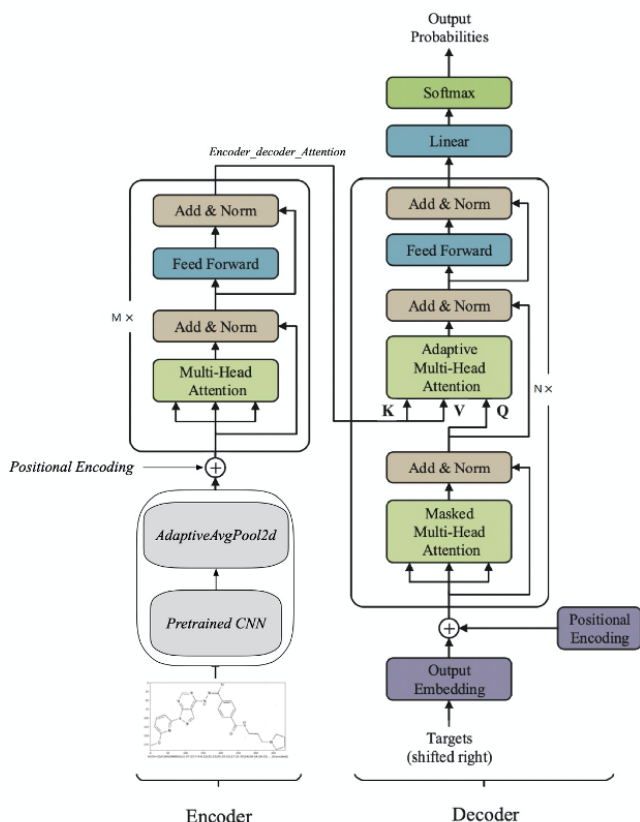 Output
Probabilities
Softmax
Linear
Encoder_decoder_Attention
Add & Norm
Feed Forward
Add & Norm
Adaptive
Multi-Head
Attention
K
V
Q
N×
Add & Norm
Masked
Multi-Head
Attention
Positional
Encoding
Output
Embedding
Targets
(shifted right)
Decoder
Add & Norm
Feed Forward
M×
Add & Norm
Multi-Head
Attention
Positional Encoding
AdaptiveAvgPool2d
Pretrained CNN
Encoder